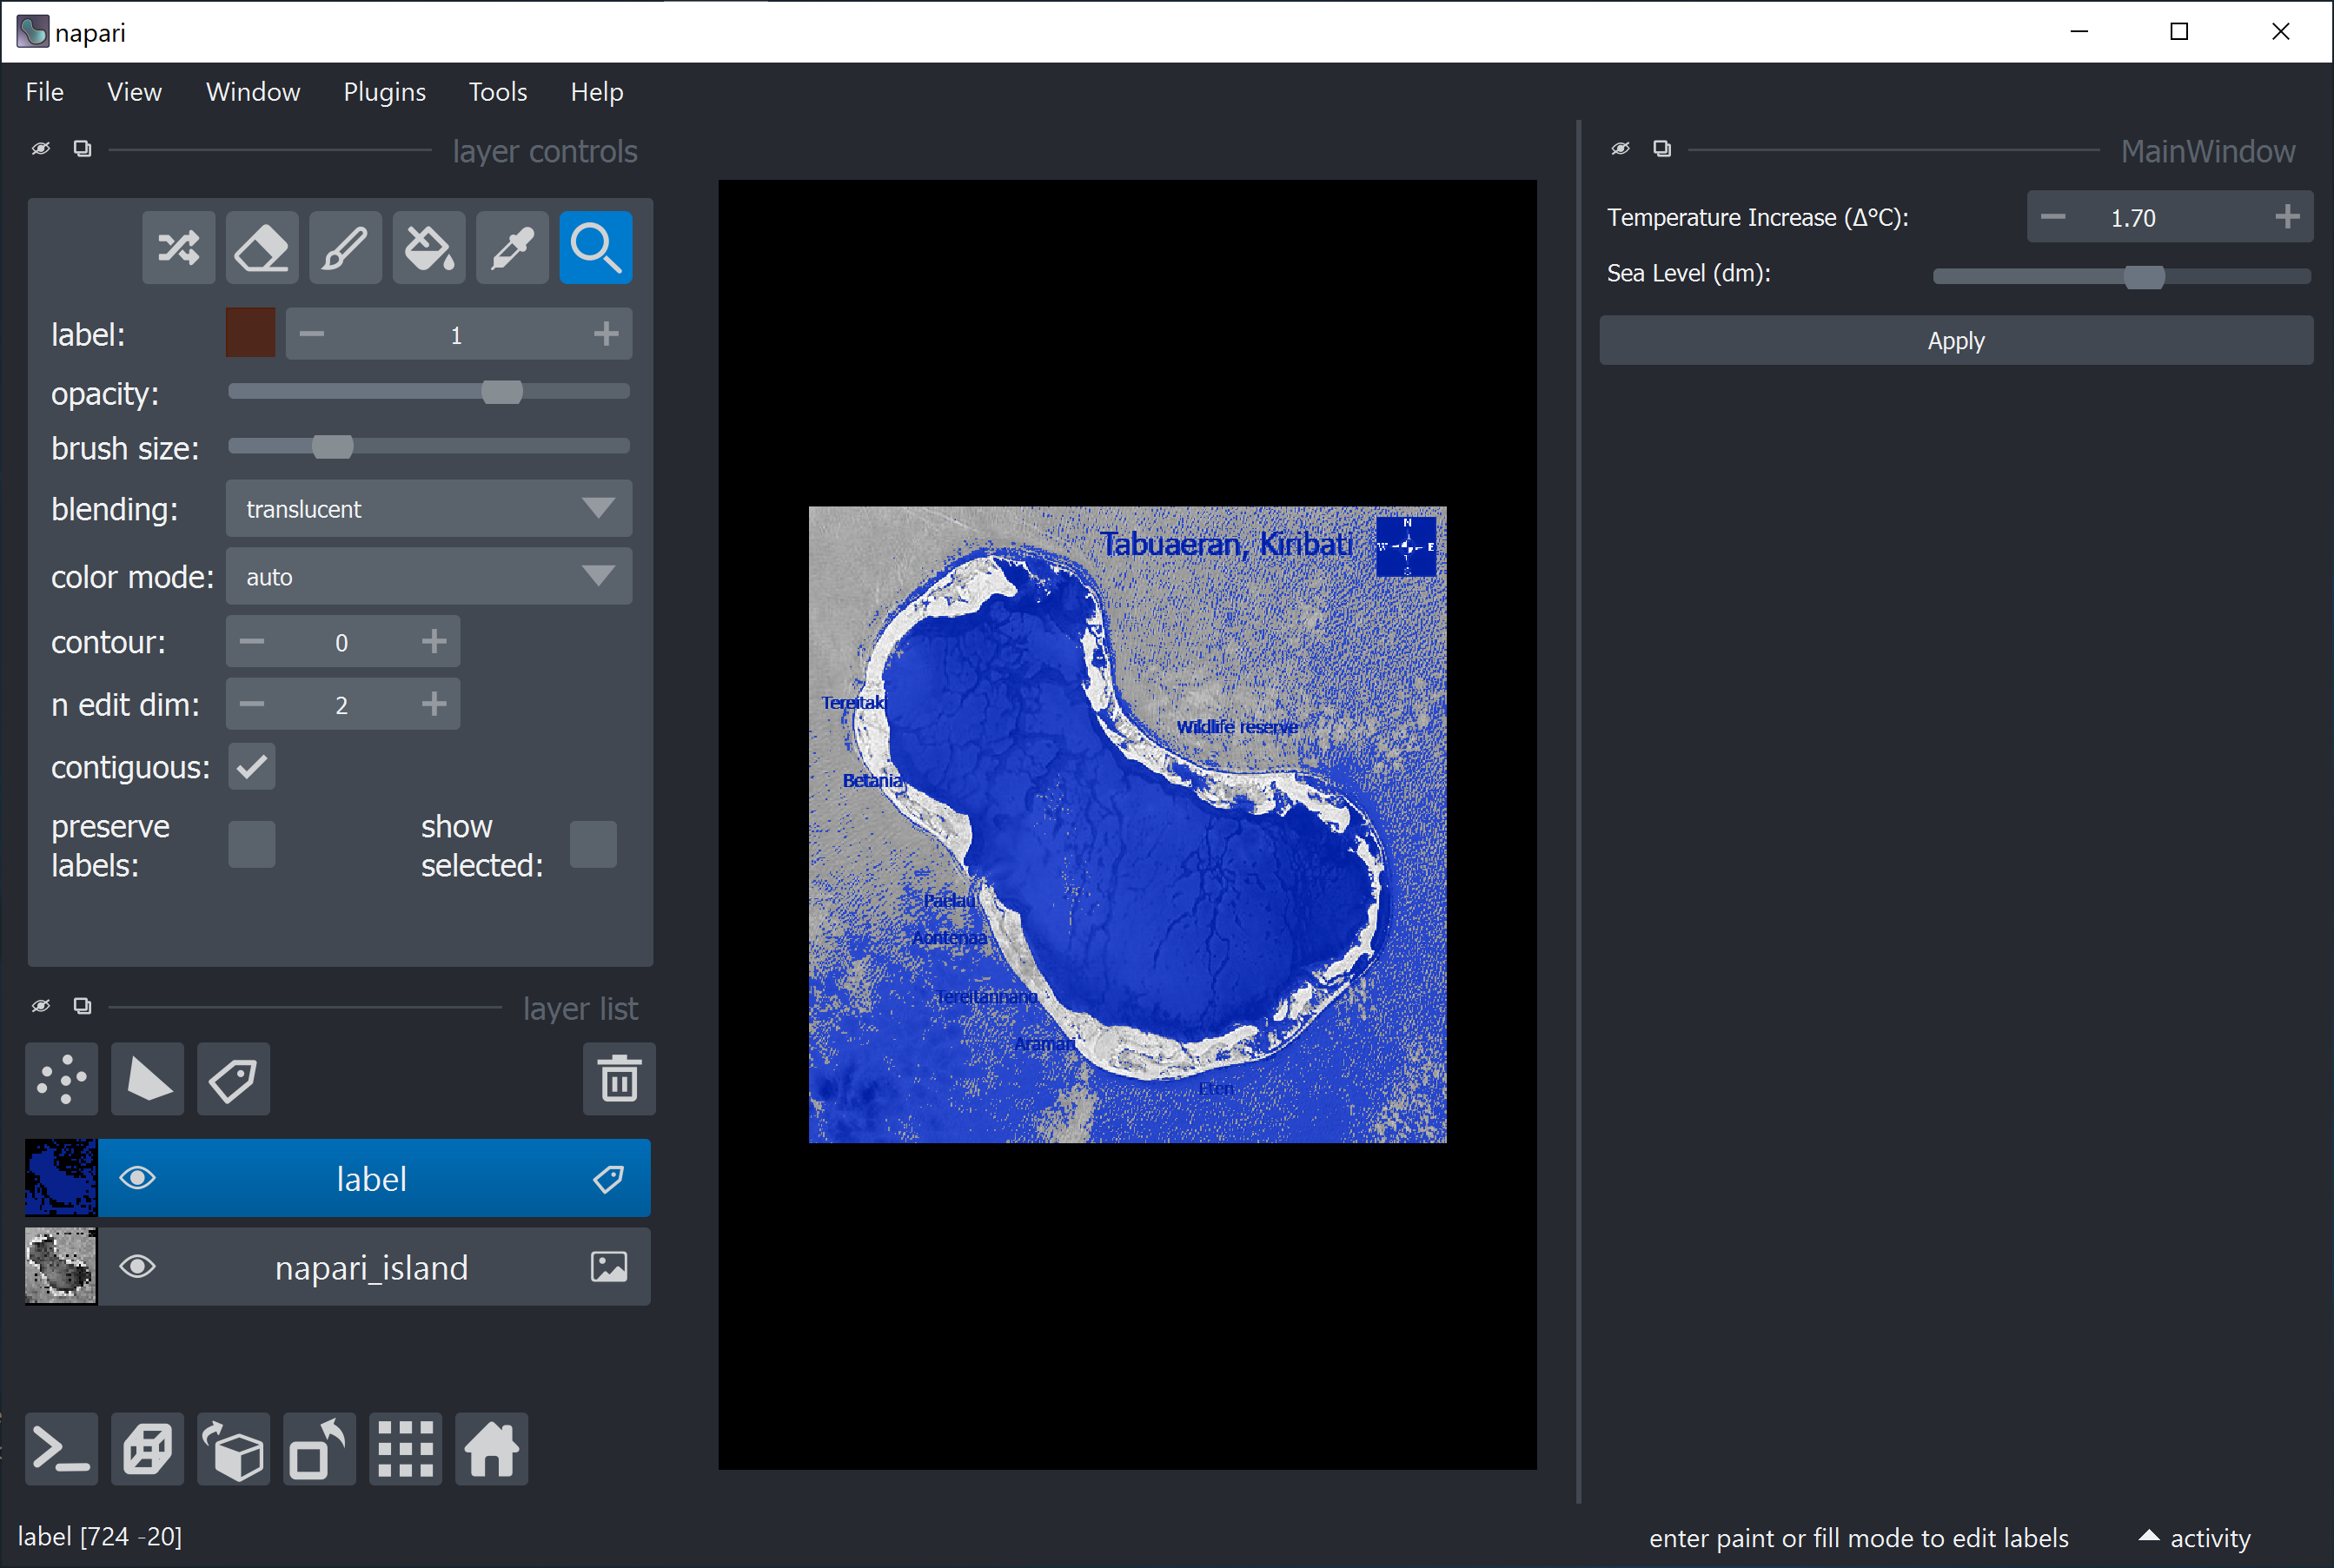 napari
File View Window Plugins Tools Help
layer controls
label: 1
opacity:
brush size:
blending: translucent
color mode: auto
contour: 0
n edit dim: 2
contiguous:
preserve labels:
show selected:
layer list
label
napari_island
Tabuaeran, Kiribati
N
W E
S
Tereitaki
Wildlife reserve
Betania
Paelau
Aontenaa
Tereitannano
Aramari
Eten
MainWindow
Temperature Increase (Δ°C): 1.70
Sea Level (dm):
Apply
label [724 -20]
enter paint or fill mode to edit labels
activity